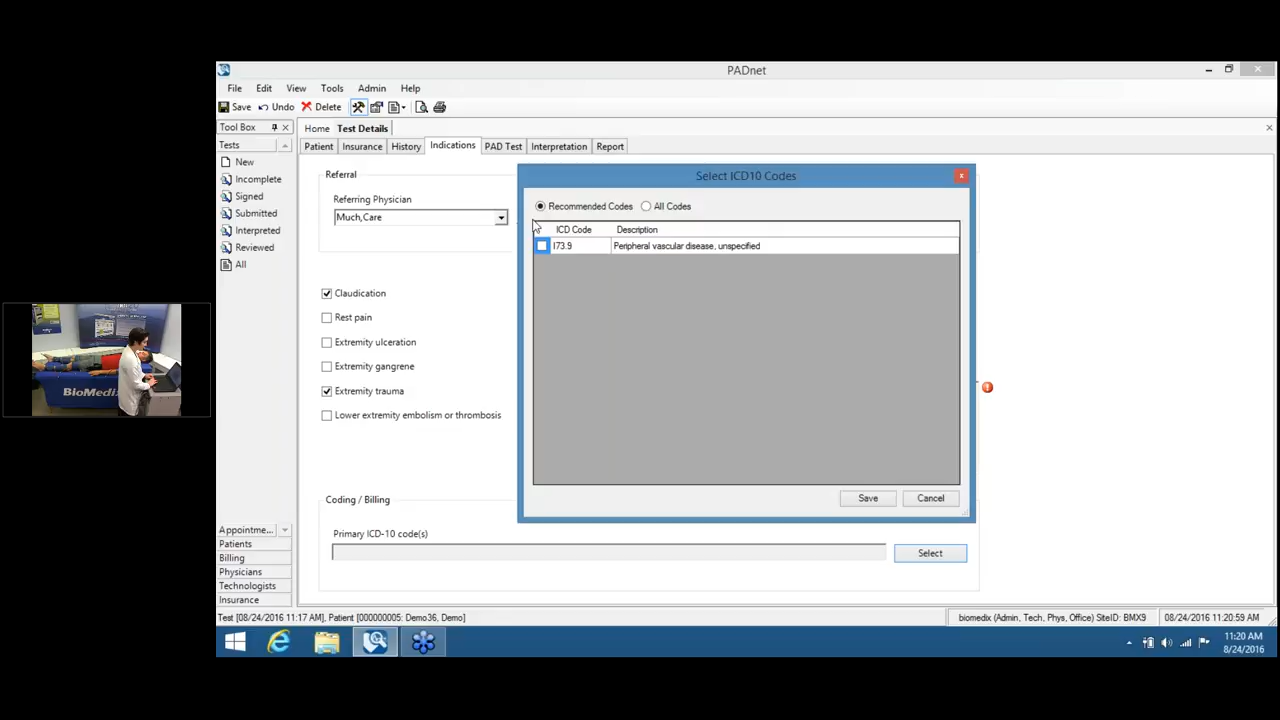 PADnet
File Edit View Tools Admin Help
Save Undo Delete
Tool Box
Home Test Details
Tests
Patient Insurance History Indications PAD Test Interpretation Report
New
Incomplete
Signed
Submitted
Interpreted
Reviewed
All
Referral
Referring Physician
Much,Care
Claudication
Rest pain
Extremity ulceration
Extremity gangrene
Extremity trauma
Lower extremity embolism or thrombosis
Select ICD10 Codes
x
Recommended Codes All Codes
ICD Code Description
I73.9 Peripheral vascular disease, unspecified
Save Cancel
Coding / Billing
Primary ICD-10 code(s)
Select
Appointme...
Patients
Billing
Physicians
Technologists
Insurance
Test [08/24/2016 11:17 AM], Patient [000000005: Demo36, Demo] biomedix (Admin, Tech, Phys, Office) SiteID: BMX9 08/24/2016 11:20:59 AM
11:20 AM
8/24/2016
BioMedix